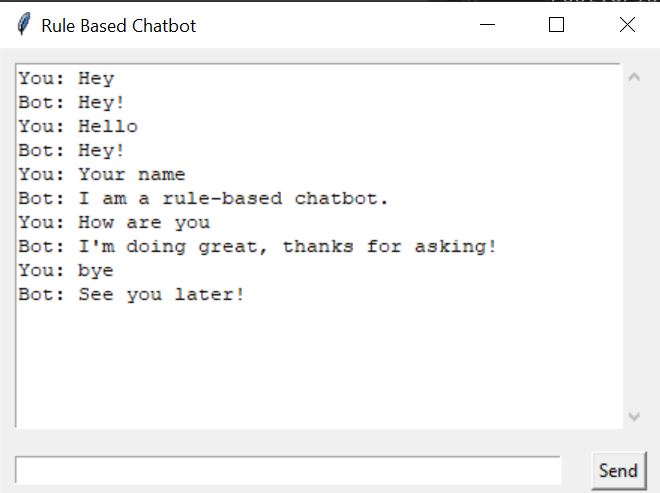 Rule Based Chatbot
You: Hey
Bot: Hey!
You: Hello
Bot: Hey!
You: Your name
Bot: I am a rule-based chatbot.
You: How are you
Bot: I'm doing great, thanks for asking!
You: bye
Bot: See you later!
Send